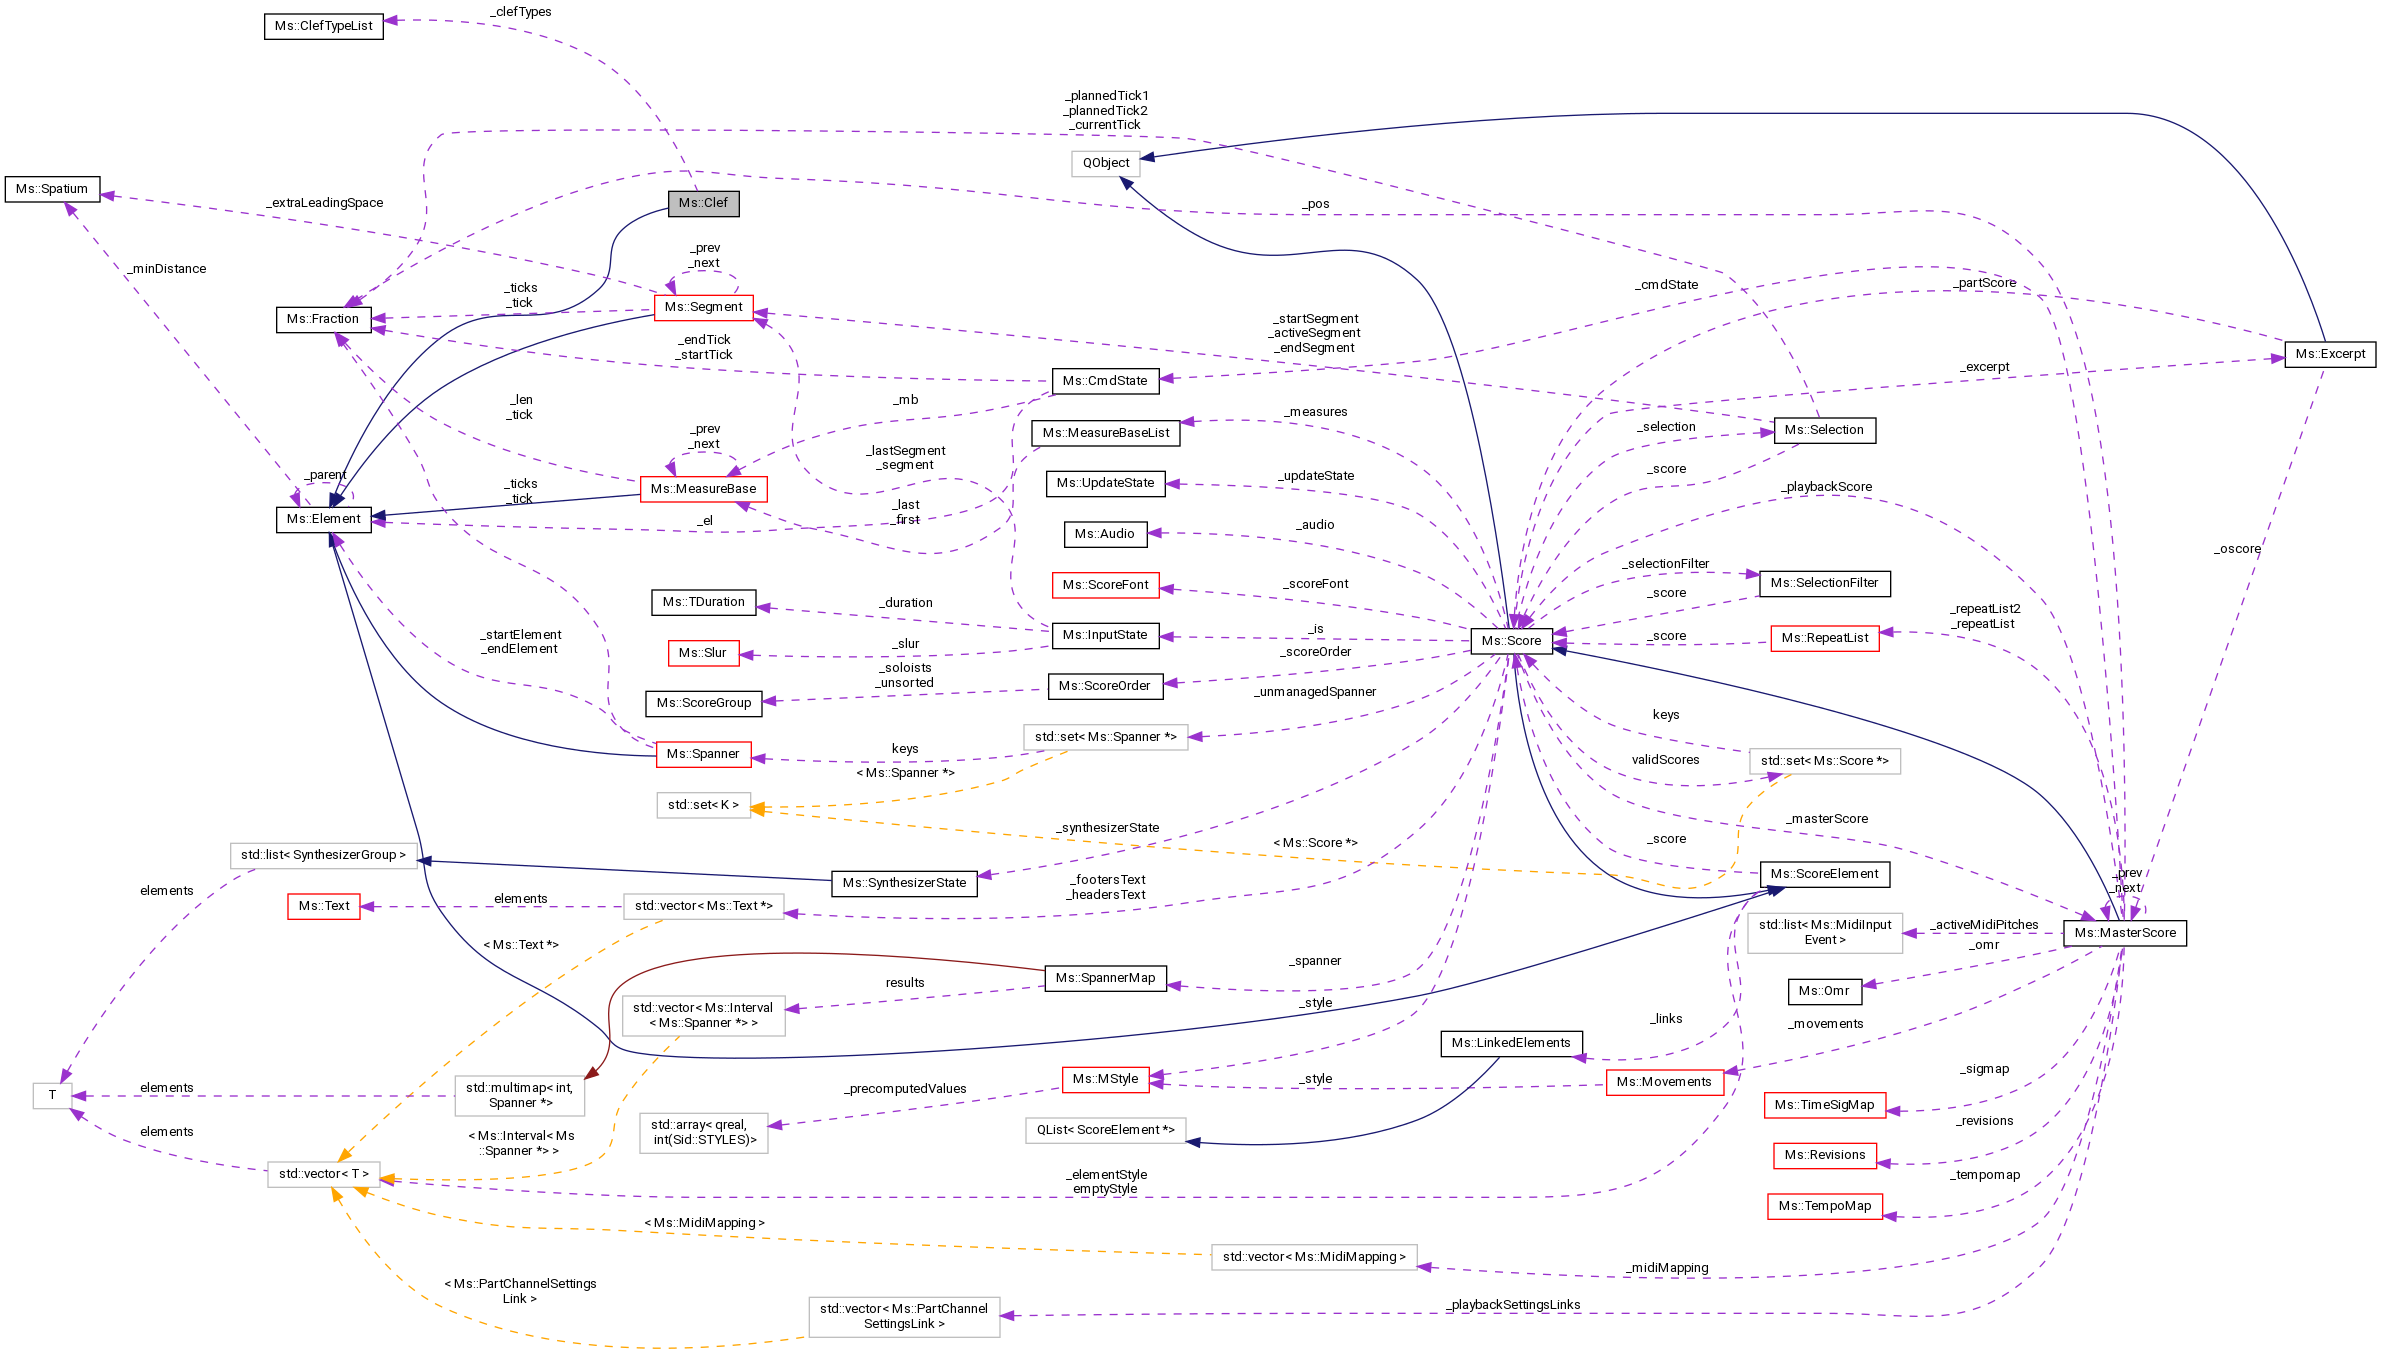 _clefTypes
Ms::ClefTypeList
_plannedTick1
_plannedTick2
_currentTick
QObject
Ms::Spatium
_extraLeadingSpace
Ms::Clef
_pos
_minDistance
_prev
_next
_ticks
_tick
Ms::Segment
Ms::Fraction
_cmdState
_partScore
_startSegment
_activeSegment
_endSegment
_endTick
_startTick
Ms::CmdState
_excerpt
Ms::Excerpt
_len
_tick
_mb
Ms::MeasureBaseList
_measures
_selection
Ms::Selection
_prev
_next
_lastSegment
_segment
_score
_parent
_ticks
_tick
Ms::MeasureBase
Ms::UpdateState
_updateState
_playbackScore
Ms::Element
_el
_last
_first
Ms::Audio
_audio
_oscore
Ms::ScoreFont
_scoreFont
_selectionFilter
Ms::SelectionFilter
_score
Ms::TDuration
_duration
Ms::InputState
_is
Ms::Score
_score
Ms::RepeatList
_repeatList2
_repeatList
_startElement
_endElement
Ms::Slur
_slur
_scoreOrder
_soloists
_unsorted
Ms::ScoreOrder
Ms::ScoreGroup
_unmanagedSpanner
keys
Ms::Spanner
keys
std::set< Ms::Spanner *>
validScores
std::set< Ms::Score *>
< Ms::Spanner *>
std::set< K >
_synthesizerState
< Ms::Score *>
_masterScore
_score
std::list< SynthesizerGroup >
Ms::SynthesizerState
Ms::ScoreElement
_prev
_next
elements
Ms::Text
elements
std::vector< Ms::Text *>
_footersText
_headersText
std::list< Ms::MidiInput
Event >
_activeMidiPitches
_omr
Ms::MasterScore
< Ms::Text *>
_spanner
Ms::SpannerMap
results
std::vector< Ms::Interval
< Ms::Spanner *> >
_style
Ms::Omr
_links
_movements
Ms::LinkedElements
T
elements
std::multimap< int,
Spanner *>
_precomputedValues
Ms::MStyle
_style
Ms::Movements
_sigmap
Ms::TimeSigMap
elements
< Ms::Interval< Ms
::Spanner *> >
std::array< qreal,
int(Sid::STYLES)>
QList< ScoreElement *>
_revisions
Ms::Revisions
std::vector< T >
_elementStyle
emptyStyle
_tempomap
Ms::TempoMap
< Ms::MidiMapping >
std::vector< Ms::MidiMapping >
_midiMapping
< Ms::PartChannelSettings
Link >
std::vector< Ms::PartChannel
SettingsLink >
_playbackSettingsLinks